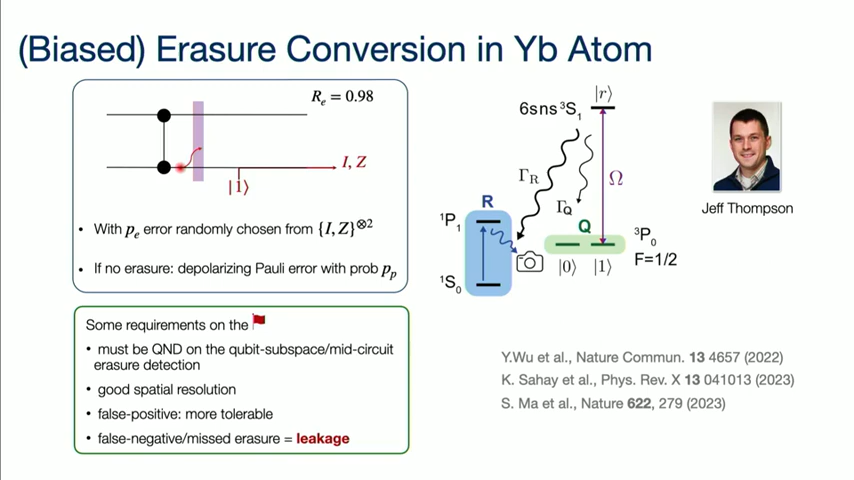 (Biased) Erasure Conversion in Yb Atom
R_e = 0.98
I, Z
|1⟩
• With p_e error randomly chosen from {I, Z}^⊗2
• If no erasure: depolarizing Pauli error with prob p_p
Some requirements on the
• must be QND on the qubit-subspace/mid-circuit
erasure detection
• good spatial resolution
• false-positive: more tolerable
• false-negative/missed erasure = leakage
|r⟩
6sns ³S₁
Γ_R
Γ_Q
Ω
R
¹P₁
Q
³P₀
¹S₀
|0⟩ |1⟩
F=1/2
Jeff Thompson
Y.Wu et al., Nature Commun. 13 4657 (2022)
K. Sahay et al., Phys. Rev. X 13 041013 (2023)
S. Ma et al., Nature 622, 279 (2023)